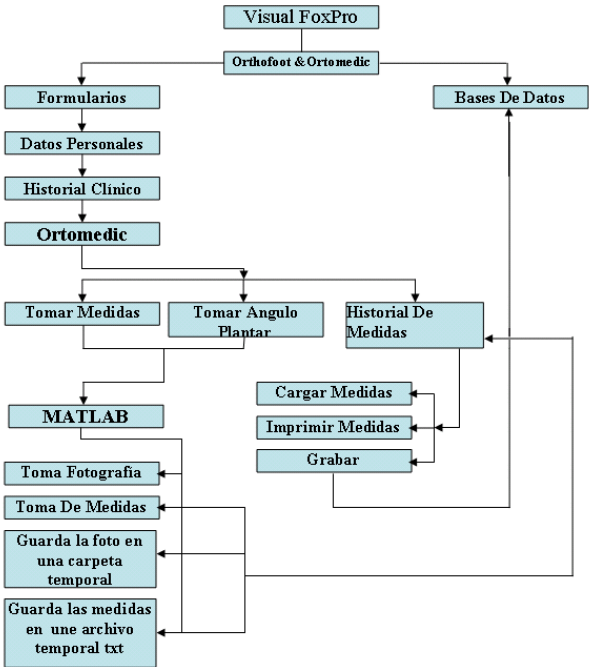 Visual FoxPro
Orthofoot & Ortomedic
Formularios
Bases De Datos
Datos Personales
Historial Clínico
Ortomedic
Tomar Medidas
Tomar Angulo
Plantar
Historial De
Medidas
Cargar Medidas
MATLAB
Imprimir Medidas
Grabar
Toma Fotografia
Toma De Medidas
Guarda la foto en
una carpeta
temporal
Guarda las medidas
en une archivo
temporal txt